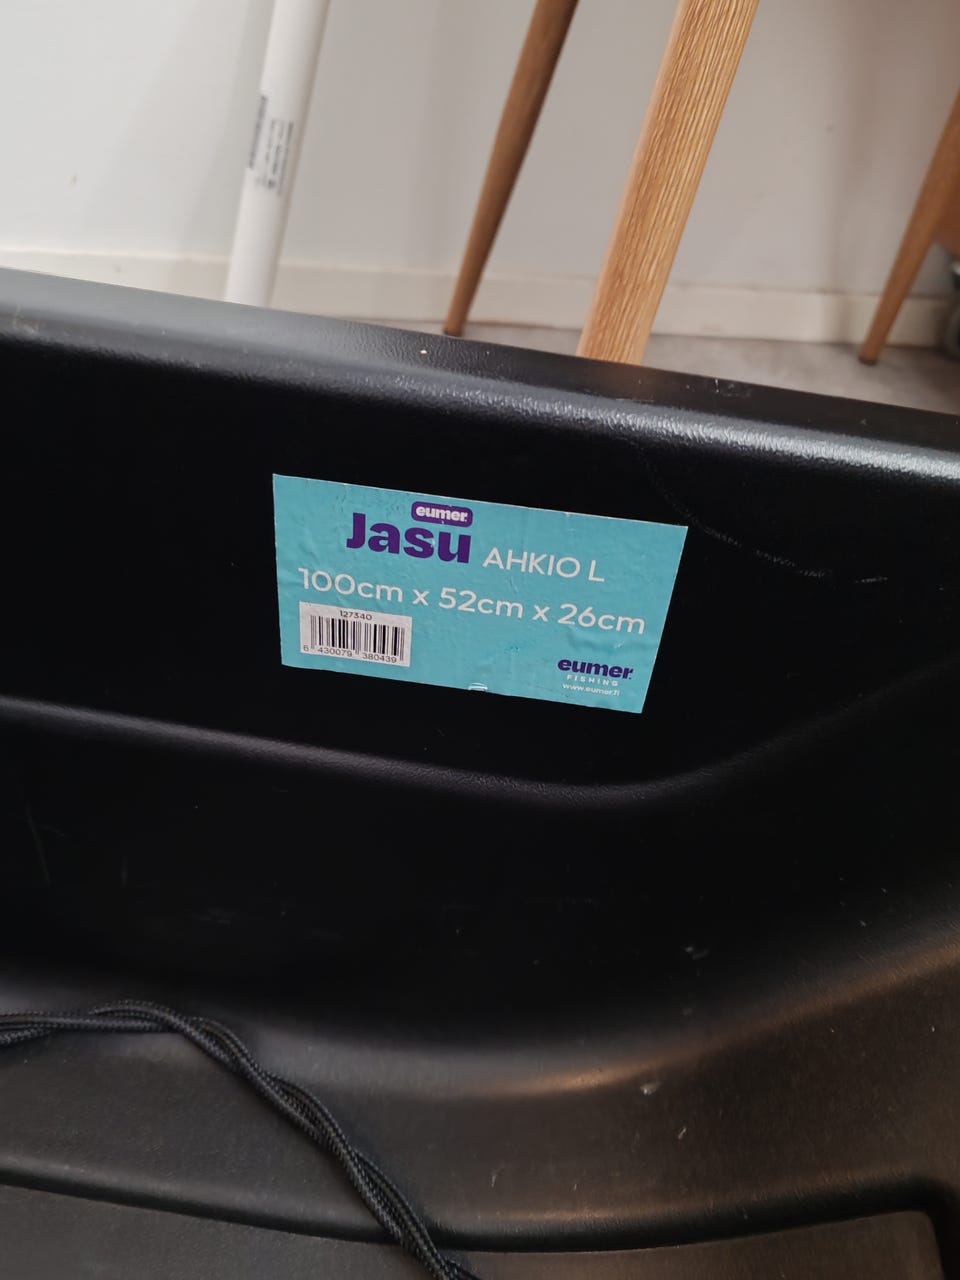 eumer
Jasu AHKIO L
100cm x 52cm x 26cm
127340
6 430079 380439
eumer
FISHING
www.eumer.fi